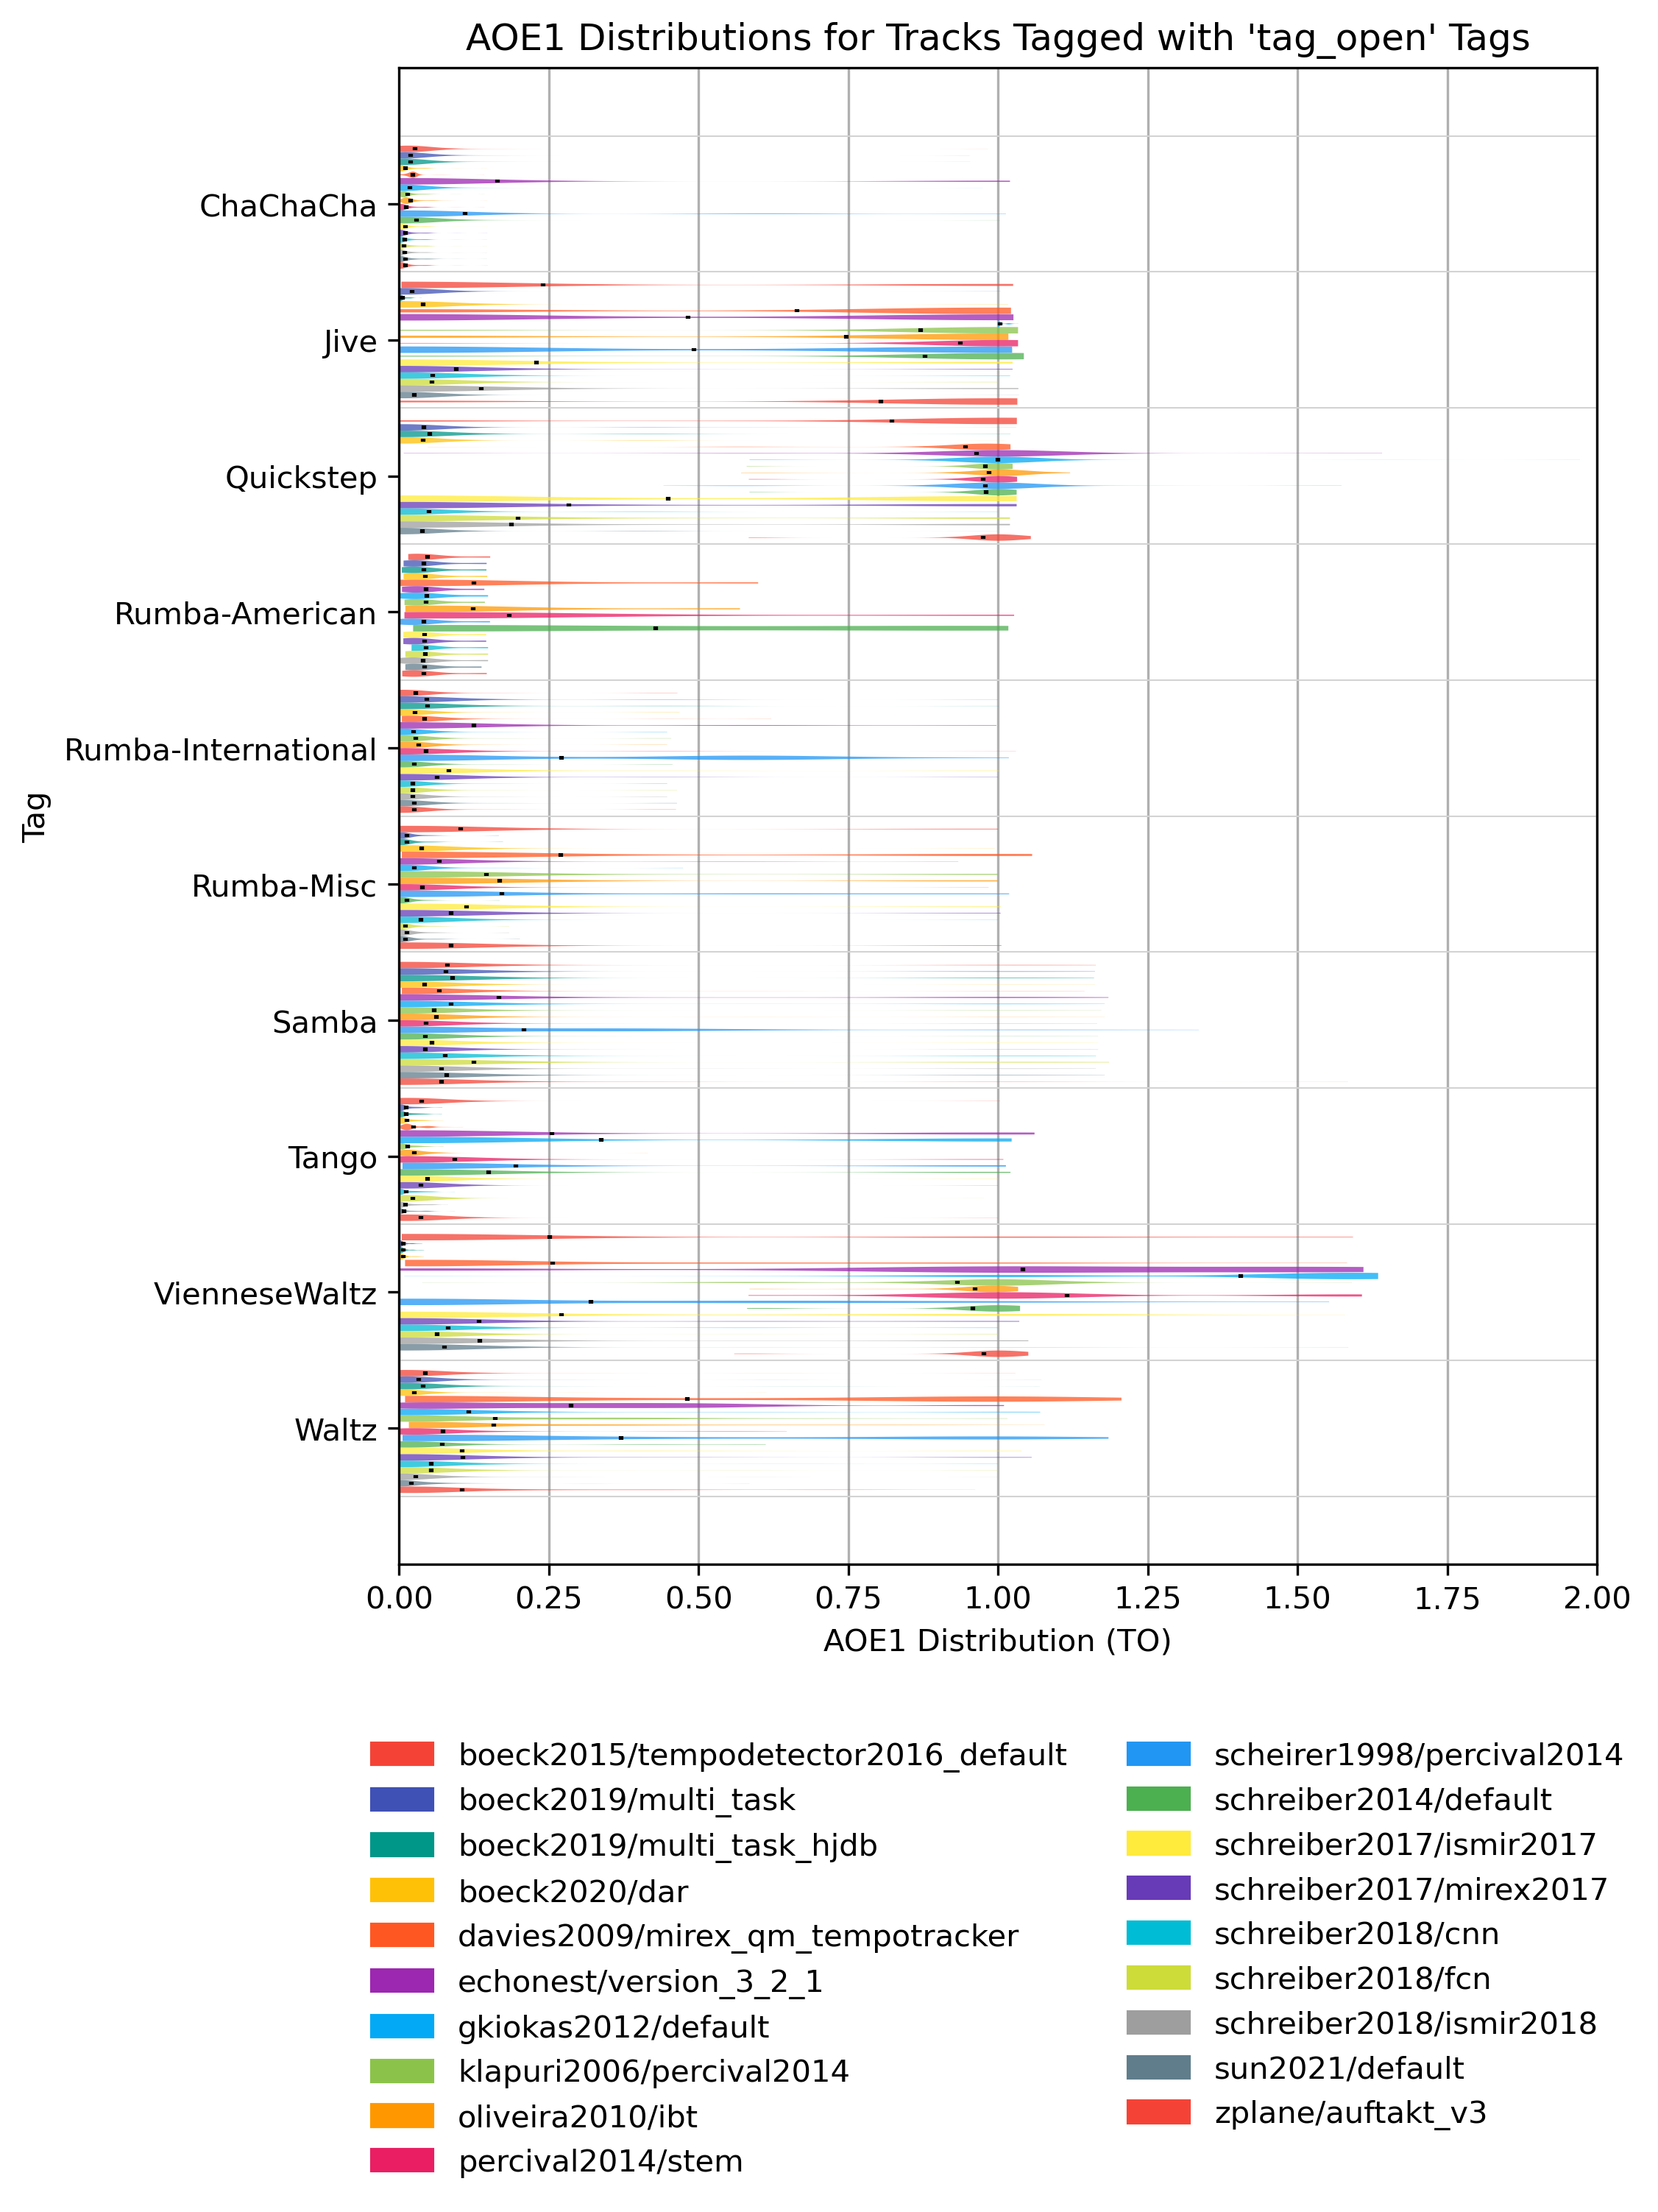 AOE1 Distributions for Tracks Tagged with 'tag_open' Tags
ChaChaCha
Jive
Quickstep
Rumba-American
Rumba-International
Rumba-Misc
Samba
Tango
VienneseWaltz
Waltz
Tag
0.00 0.25 0.50 0.75 1.00 1.25 1.50 1.75 2.00
AOE1 Distribution (TO)
boeck2015/tempodetector2016_default
boeck2019/multi_task
boeck2019/multi_task_hjdb
boeck2020/dar
davies2009/mirex_qm_tempotracker
echonest/version_3_2_1
gkiokas2012/default
klapuri2006/percival2014
oliveira2010/ibt
percival2014/stem
scheirer1998/percival2014
schreiber2014/default
schreiber2017/ismir2017
schreiber2017/mirex2017
schreiber2018/cnn
schreiber2018/fcn
schreiber2018/ismir2018
sun2021/default
zplane/auftakt_v3